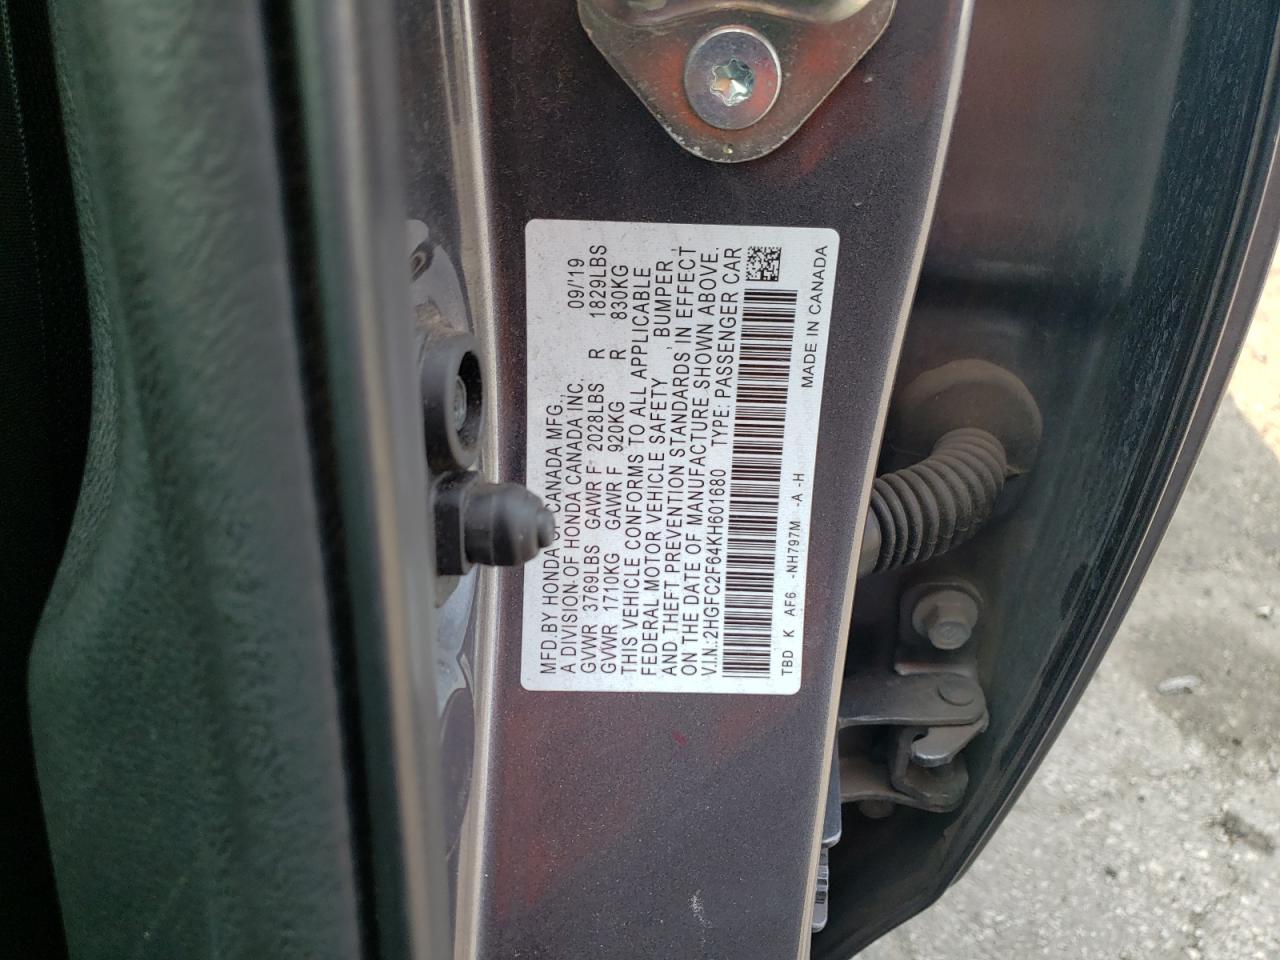 MFD.BY HONDA CANADA MFG.,
A DIVISION OF HONDA CANADA INC. 09/19
GVWR 3769LBS GAWR F 2028LBS R 1829LBS
GVWR 1710KG GAWR F 920KG R 830KG
THIS VEHICLE CONFORMS TO ALL APPLICABLE
FEDERAL MOTOR VEHICLE SAFETY, BUMPER,
AND THEFT PREVENTION STANDARDS IN EFFECT
ON THE DATE OF MANUFACTURE SHOWN ABOVE.
V.I.N.:2HGFC2F64KH601680 TYPE: PASSENGER CAR
TBD K AF6 -NH797M -A -H MADE IN CANADA